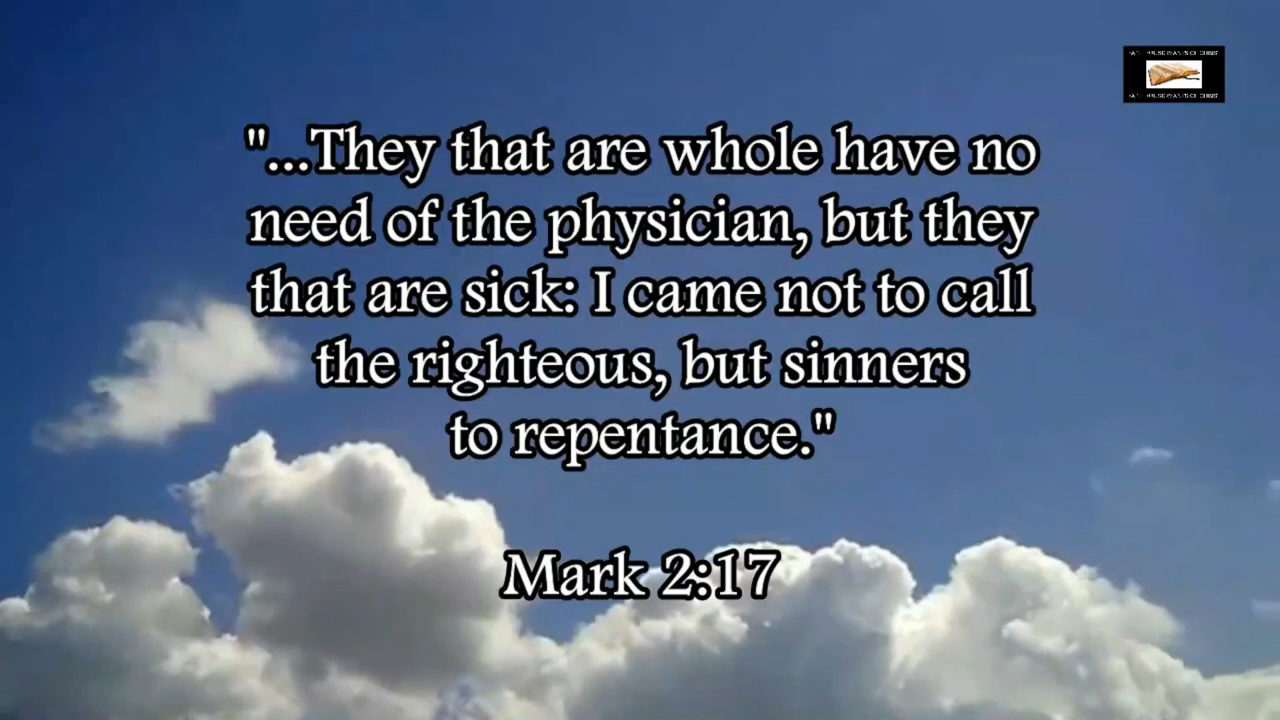 "...They that are whole have no
need of the physician, but they
that are sick: I came not to call
the righteous, but sinners
to repentance."
Mark 2:17